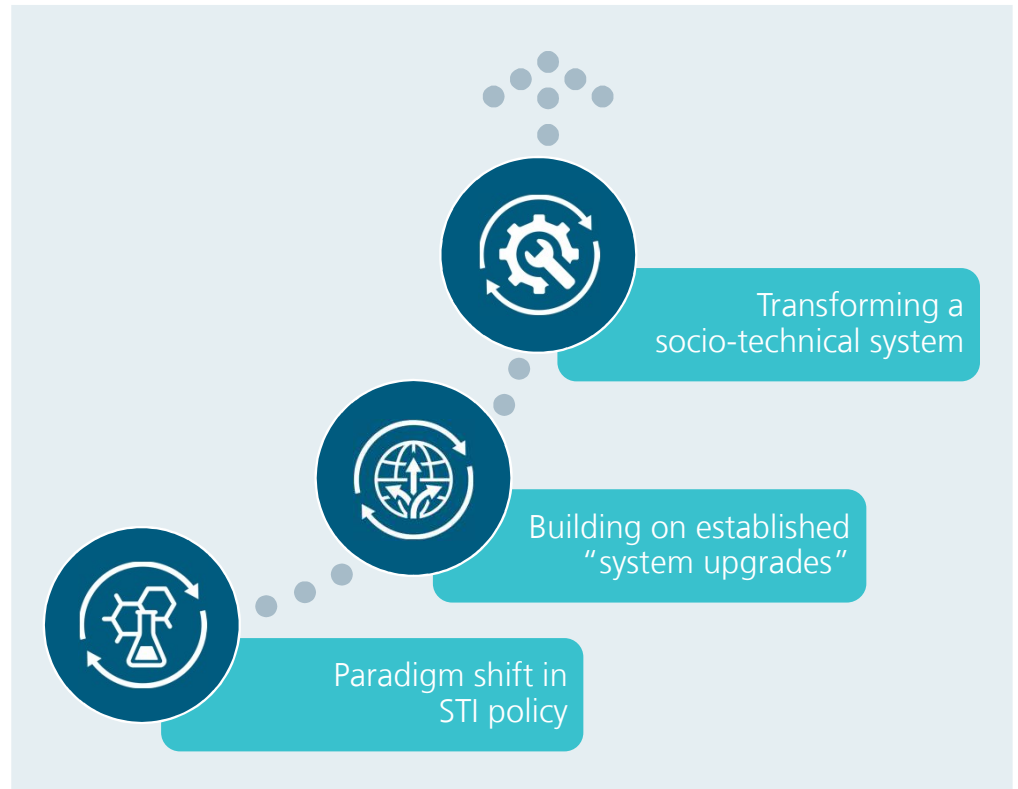 Transforming a
socio-technical system
Building on established
“system upgrades”
Paradigm shift in
STI policy